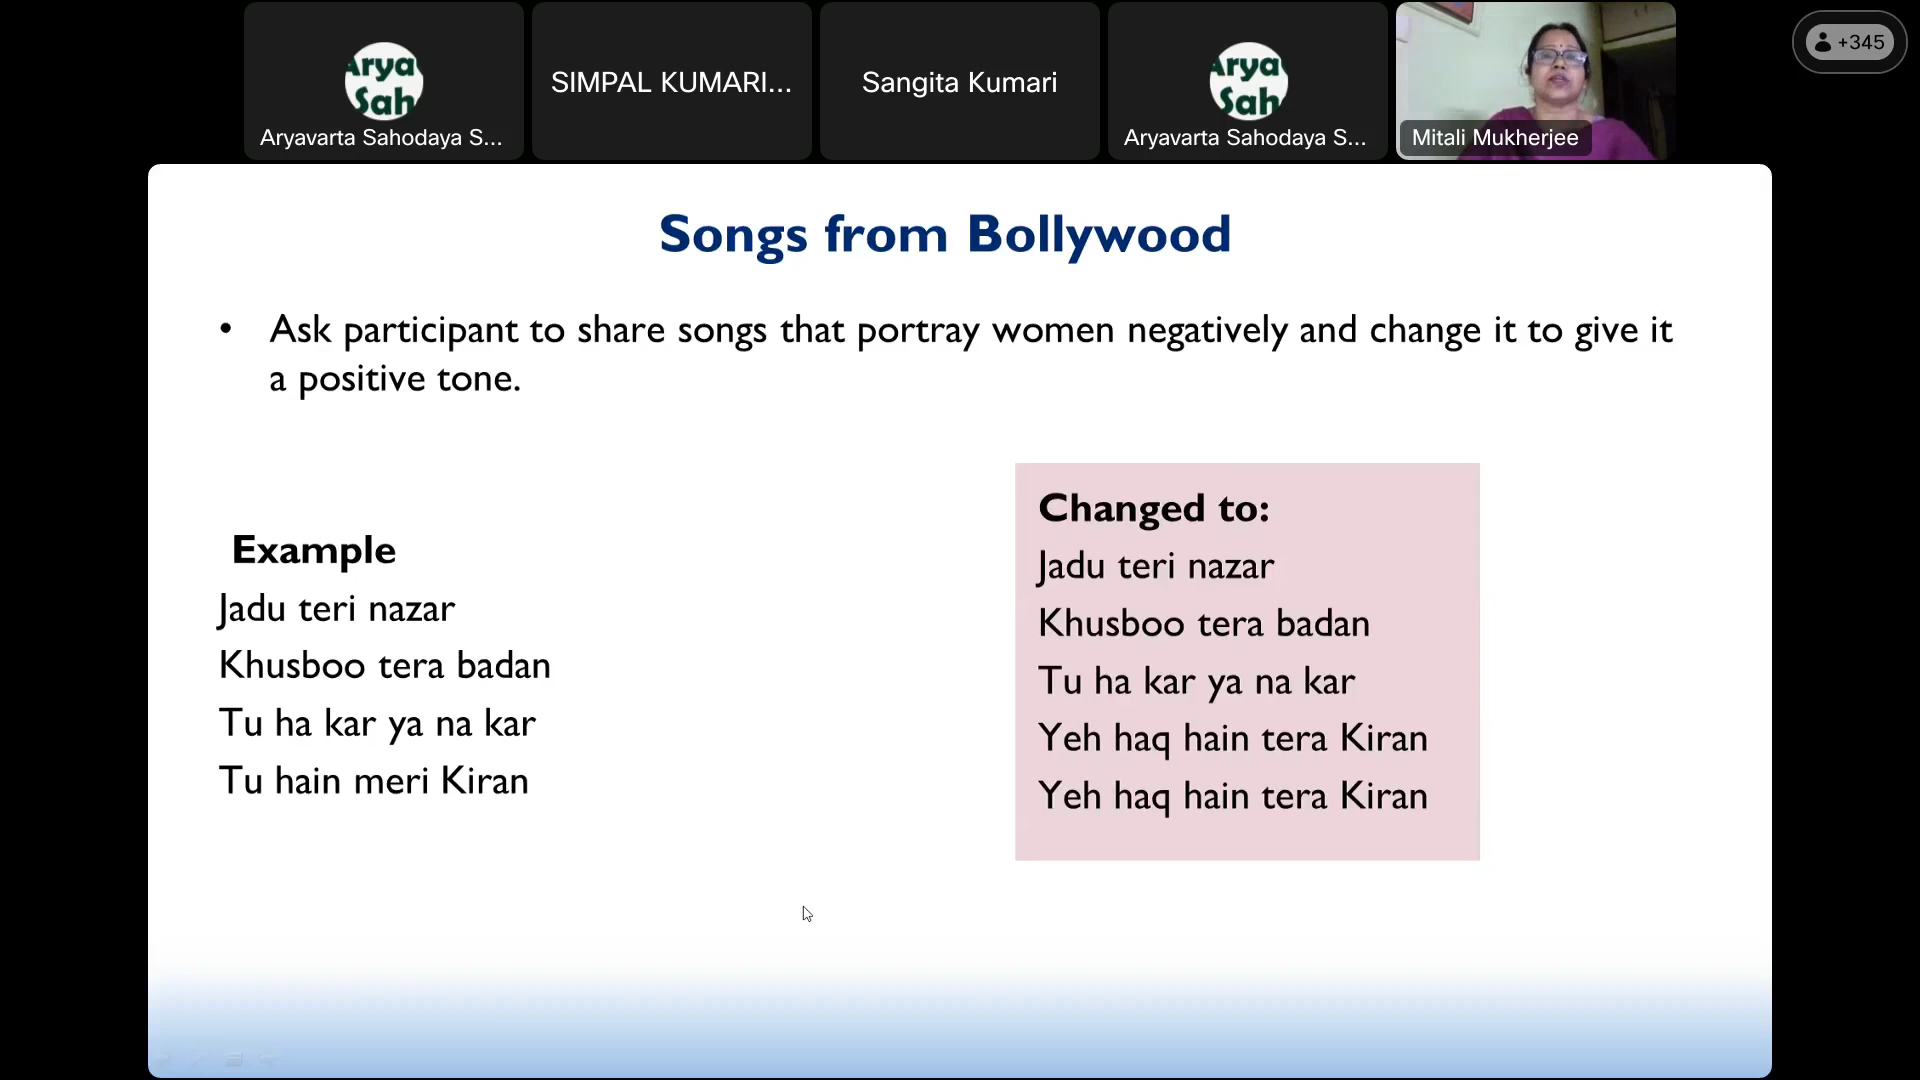 Arya
Sah
Aryavarta Sahodaya S...
SIMPAL KUMARI...
Sangita Kumari
Arya
Sah
Aryavarta Sahodaya S...
Mitali Mukherjee
+345
Songs from Bollywood
• Ask participant to share songs that portray women negatively and change it to give it
a positive tone.
Example
Jadu teri nazar
Khusboo tera badan
Tu ha kar ya na kar
Tu hain meri Kiran
Changed to:
Jadu teri nazar
Khusboo tera badan
Tu ha kar ya na kar
Yeh haq hain tera Kiran
Yeh haq hain tera Kiran